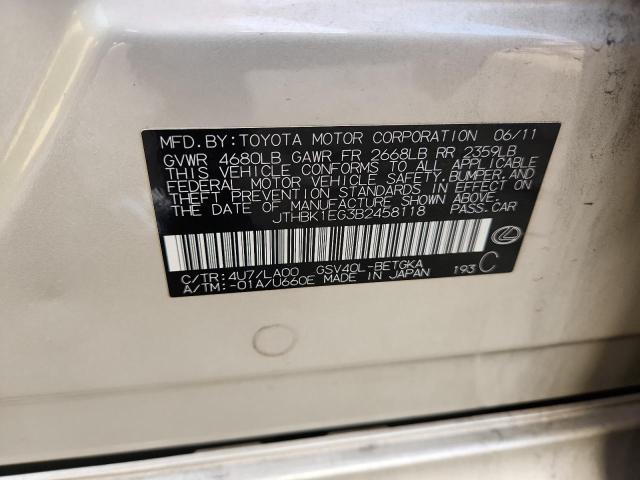 MFD. BY: TOYOTA MOTOR CORPORATION 06/11
GVWR 4680LB GAWR FR 2668LB RR 2359LB
THIS VEHICLE CONFORMS TO ALL APPLICABLE
FEDERAL MOTOR VEHICLE SAFETY, BUMPER, AND
THEFT PREVENTION STANDARDS IN EFFECT ON
THE DATE OF MANUFACTURE SHOWN ABOVE.
JTHBK1EG3B2458118 PASS.CAR
C/TR: 4U7/LA00 GSV40L-BETGKA
A/TM: -01A/U660E MADE IN JAPAN 193 C